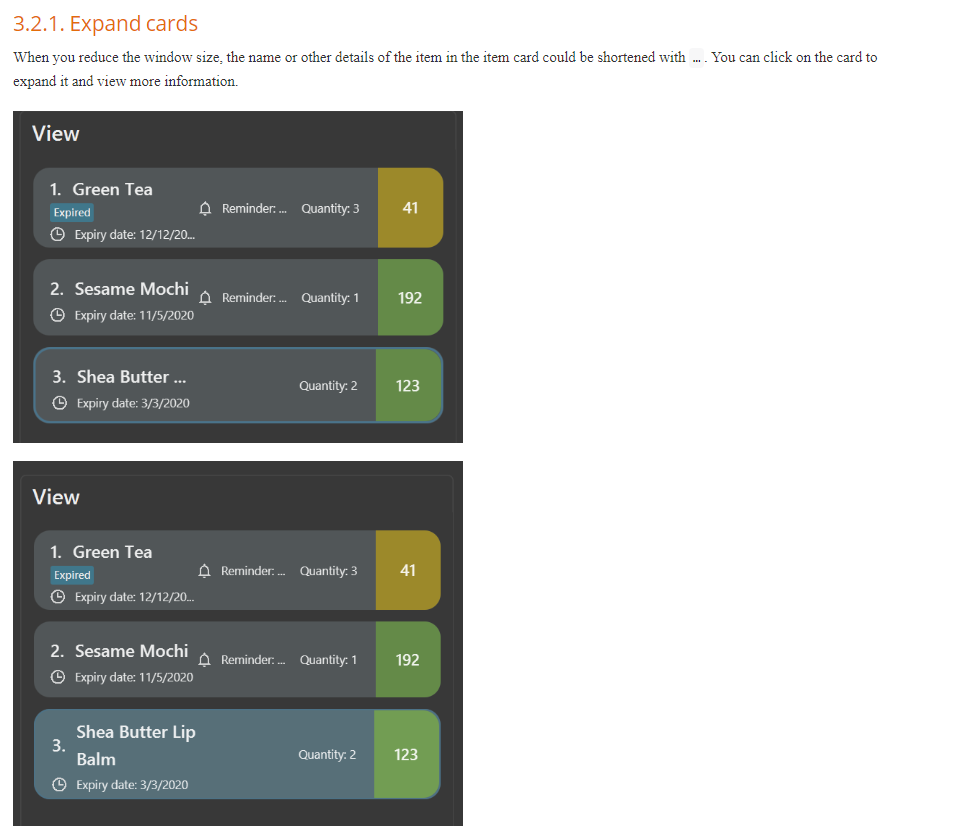 3.2.1. Expand cards
When you reduce the window size, the name or other details of the item in the item card could be shortened with ... . You can click on the card to
expand it and view more information.
View
1. Green Tea
Expired
Reminder: ...
Quantity: 3
41
Expiry date: 12/12/20...
2. Sesame Mochi
Reminder: ...
Quantity: 1
192
Expiry date: 11/5/2020
3. Shea Butter ...
Quantity: 2
123
Expiry date: 3/3/2020
View
1. Green Tea
Expired
Reminder: ...
Quantity: 3
41
Expiry date: 12/12/20...
2. Sesame Mochi
Reminder: ...
Quantity: 1
192
Expiry date: 11/5/2020
3. Shea Butter Lip
Balm
Quantity: 2
123
Expiry date: 3/3/2020